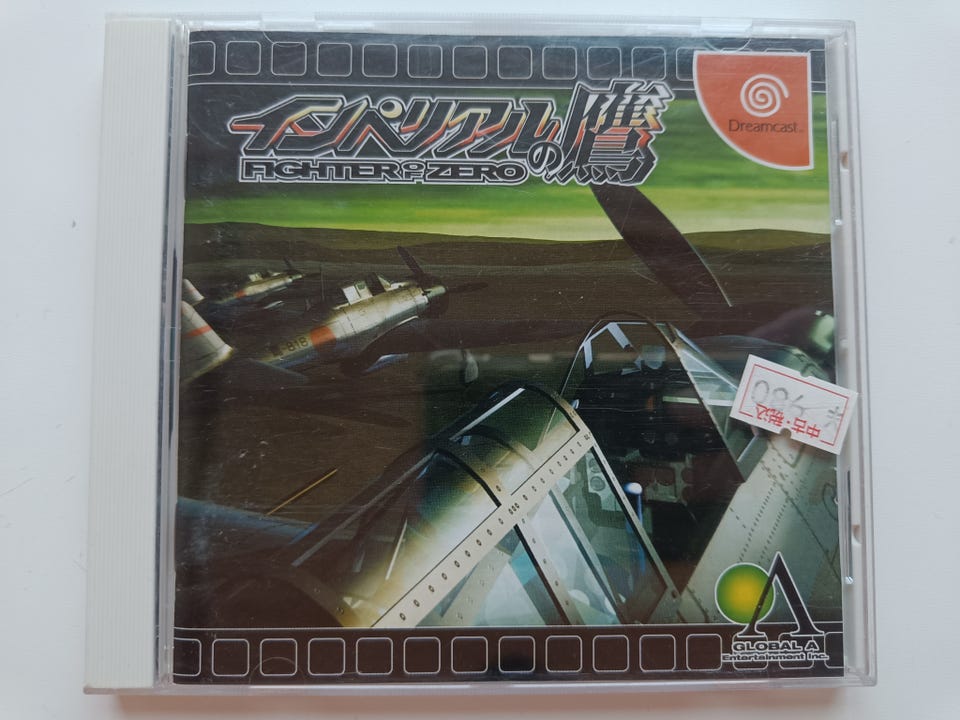 インペリアルの鷹
FIGHTER OF ZERO
Dreamcast
-818
980
中古・税込
GLOBAL A
Entertainment Inc.